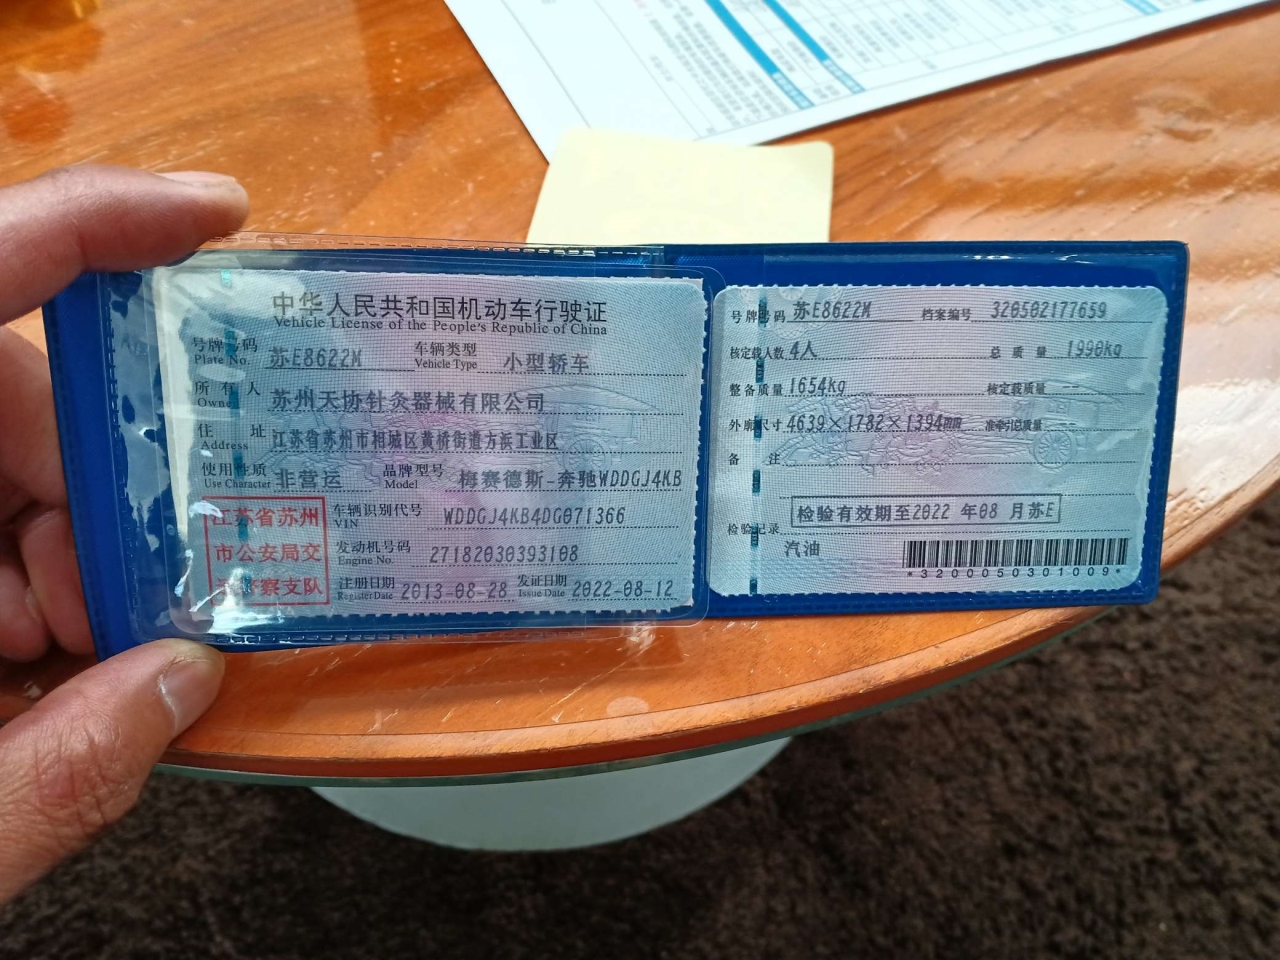 中华人民共和国机动车行驶证
Vehicle License of the People's Republic of China
号牌号码 苏E8622M 车辆类型 小型轿车
Plate No. Vehicle Type
所有人 苏州天协针灸器械有限公司
Owner
住址 江苏省苏州市相城区黄桥街道方浜工业区
Address
使用性质 非营运 品牌型号 梅赛德斯-奔驰WDDGJ4KB
Use Character Model
江苏省苏州
市公安局交
警察支队
车辆识别代号 WDDGJ4KB4DG071366
VIN
发动机号码 27182030393108
Engine No.
注册日期 2013-08-28 发证日期 2022-08-12
Register Date Issue Date
号牌号码 苏E8622M 档案编号 320502177659
核定载人数 4人 总质量 1990kg
整备质量 1654kg 核定载质量 --
外廓尺寸 4639×1782×1394mm 准牵引总质量 --
备注
检验有效期至2022年08月苏E
检验记录
汽油
*3200050301009*